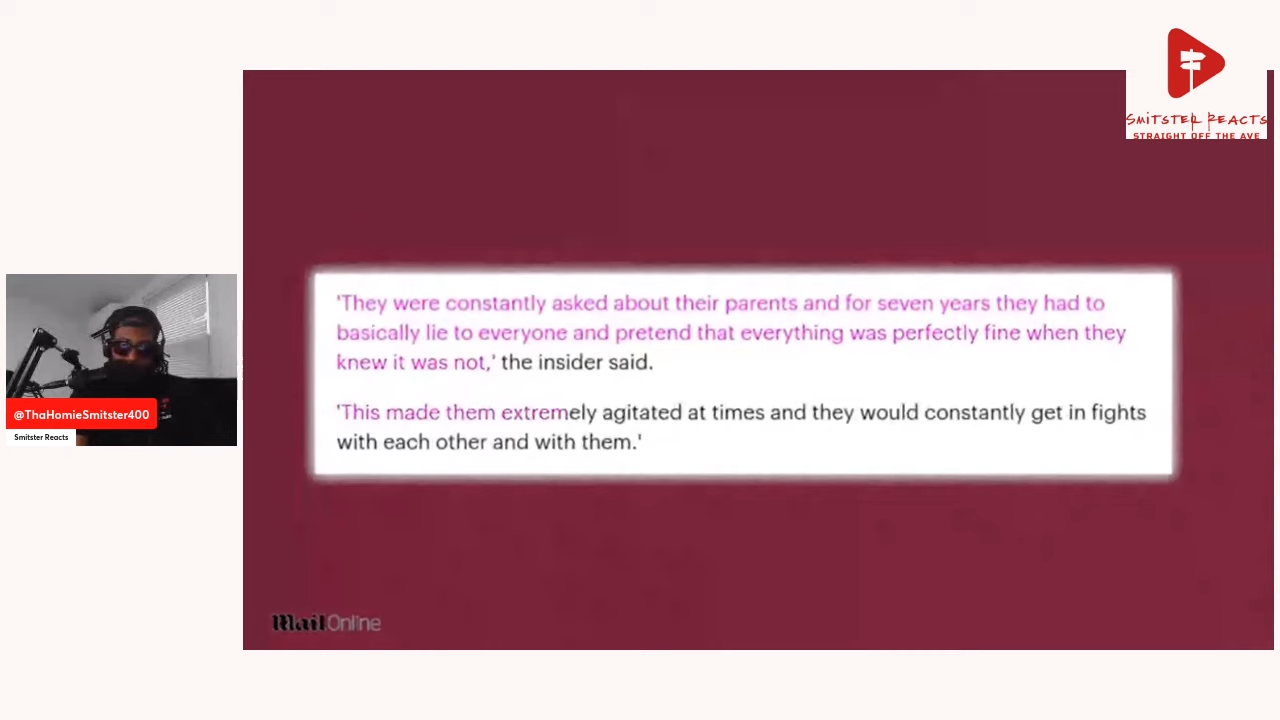 SMITSTER REACTS
STRAIGHT OFF THE AVE
'They were constantly asked about their parents and for seven years they had to
basically lie to everyone and pretend that everything was perfectly fine when they
knew it was not,' the insider said.
'This made them extremely agitated at times and they would constantly get in fights
with each other and with them.'
@ThaHomieSmitster400
Smitster Reacts
Mail Online